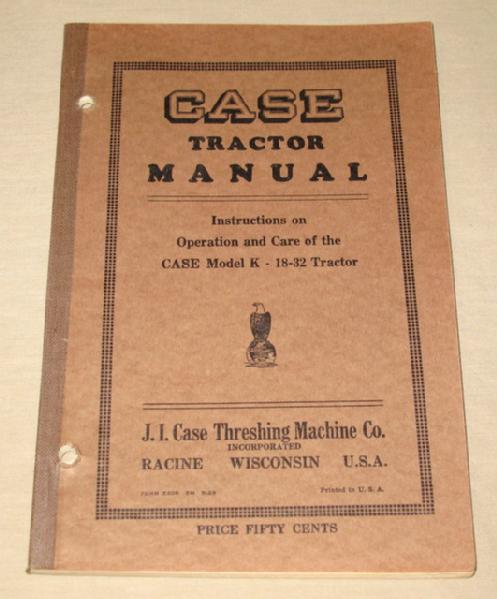 CASE
TRACTOR
MANUAL
Instructions on
Operation and Care of the
CASE Model K - 18-32 Tractor
J. I. Case Threshing Machine Co.
INCORPORATED
RACINE WISCONSIN U.S.A.
FORM
Printed in U. S. A.
PRICE FIFTY CENTS